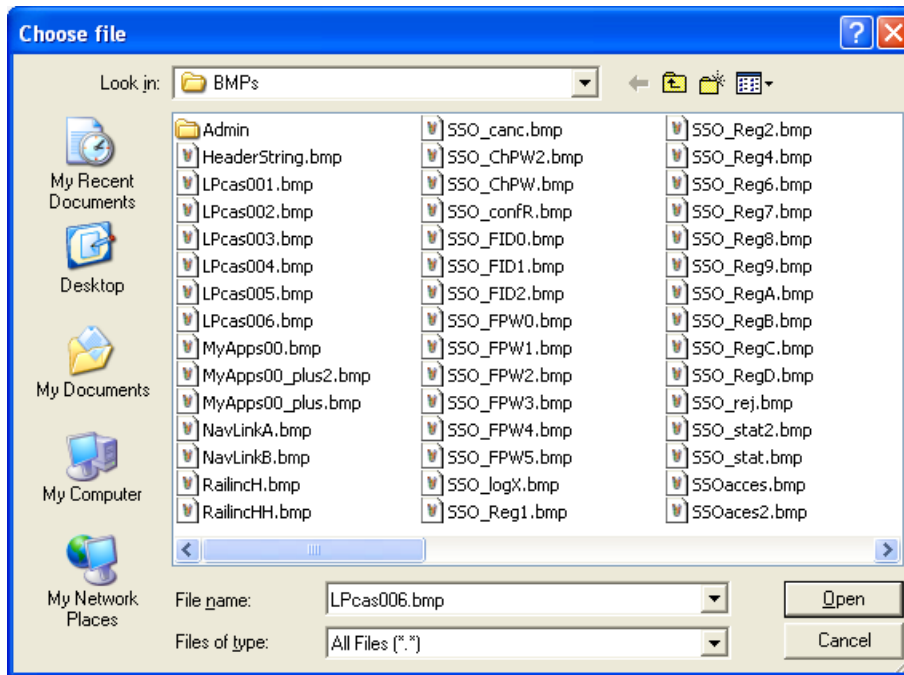 Choose file
Look in:
BMPs
My Recent
Documents
Desktop
My Documents
My Computer
My Network
Places
Admin
HeaderString.bmp
LPcas001.bmp
LPcas002.bmp
LPcas003.bmp
LPcas004.bmp
LPcas005.bmp
LPcas006.bmp
MyApps00.bmp
MyApps00_plus2.bmp
MyApps00_plus.bmp
NavLinkA.bmp
NavLinkB.bmp
RailincH.bmp
RailincHH.bmp
SSO_canc.bmp
SSO_ChPW2.bmp
SSO_ChPW.bmp
SSO_confR.bmp
SSO_FID0.bmp
SSO_FID1.bmp
SSO_FID2.bmp
SSO_FPW0.bmp
SSO_FPW1.bmp
SSO_FPW2.bmp
SSO_FPW3.bmp
SSO_FPW4.bmp
SSO_FPW5.bmp
SSO_logX.bmp
SSO_Reg1.bmp
SSO_Reg2.bmp
SSO_Reg4.bmp
SSO_Reg6.bmp
SSO_Reg7.bmp
SSO_Reg8.bmp
SSO_Reg9.bmp
SSO_RegA.bmp
SSO_RegB.bmp
SSO_RegC.bmp
SSO_RegD.bmp
SSO_rej.bmp
SSO_stat2.bmp
SSO_stat.bmp
SSOacces.bmp
SSOaces2.bmp
File name:
LPcas006.bmp
Open
Files of type:
All Files (*.*)
Cancel